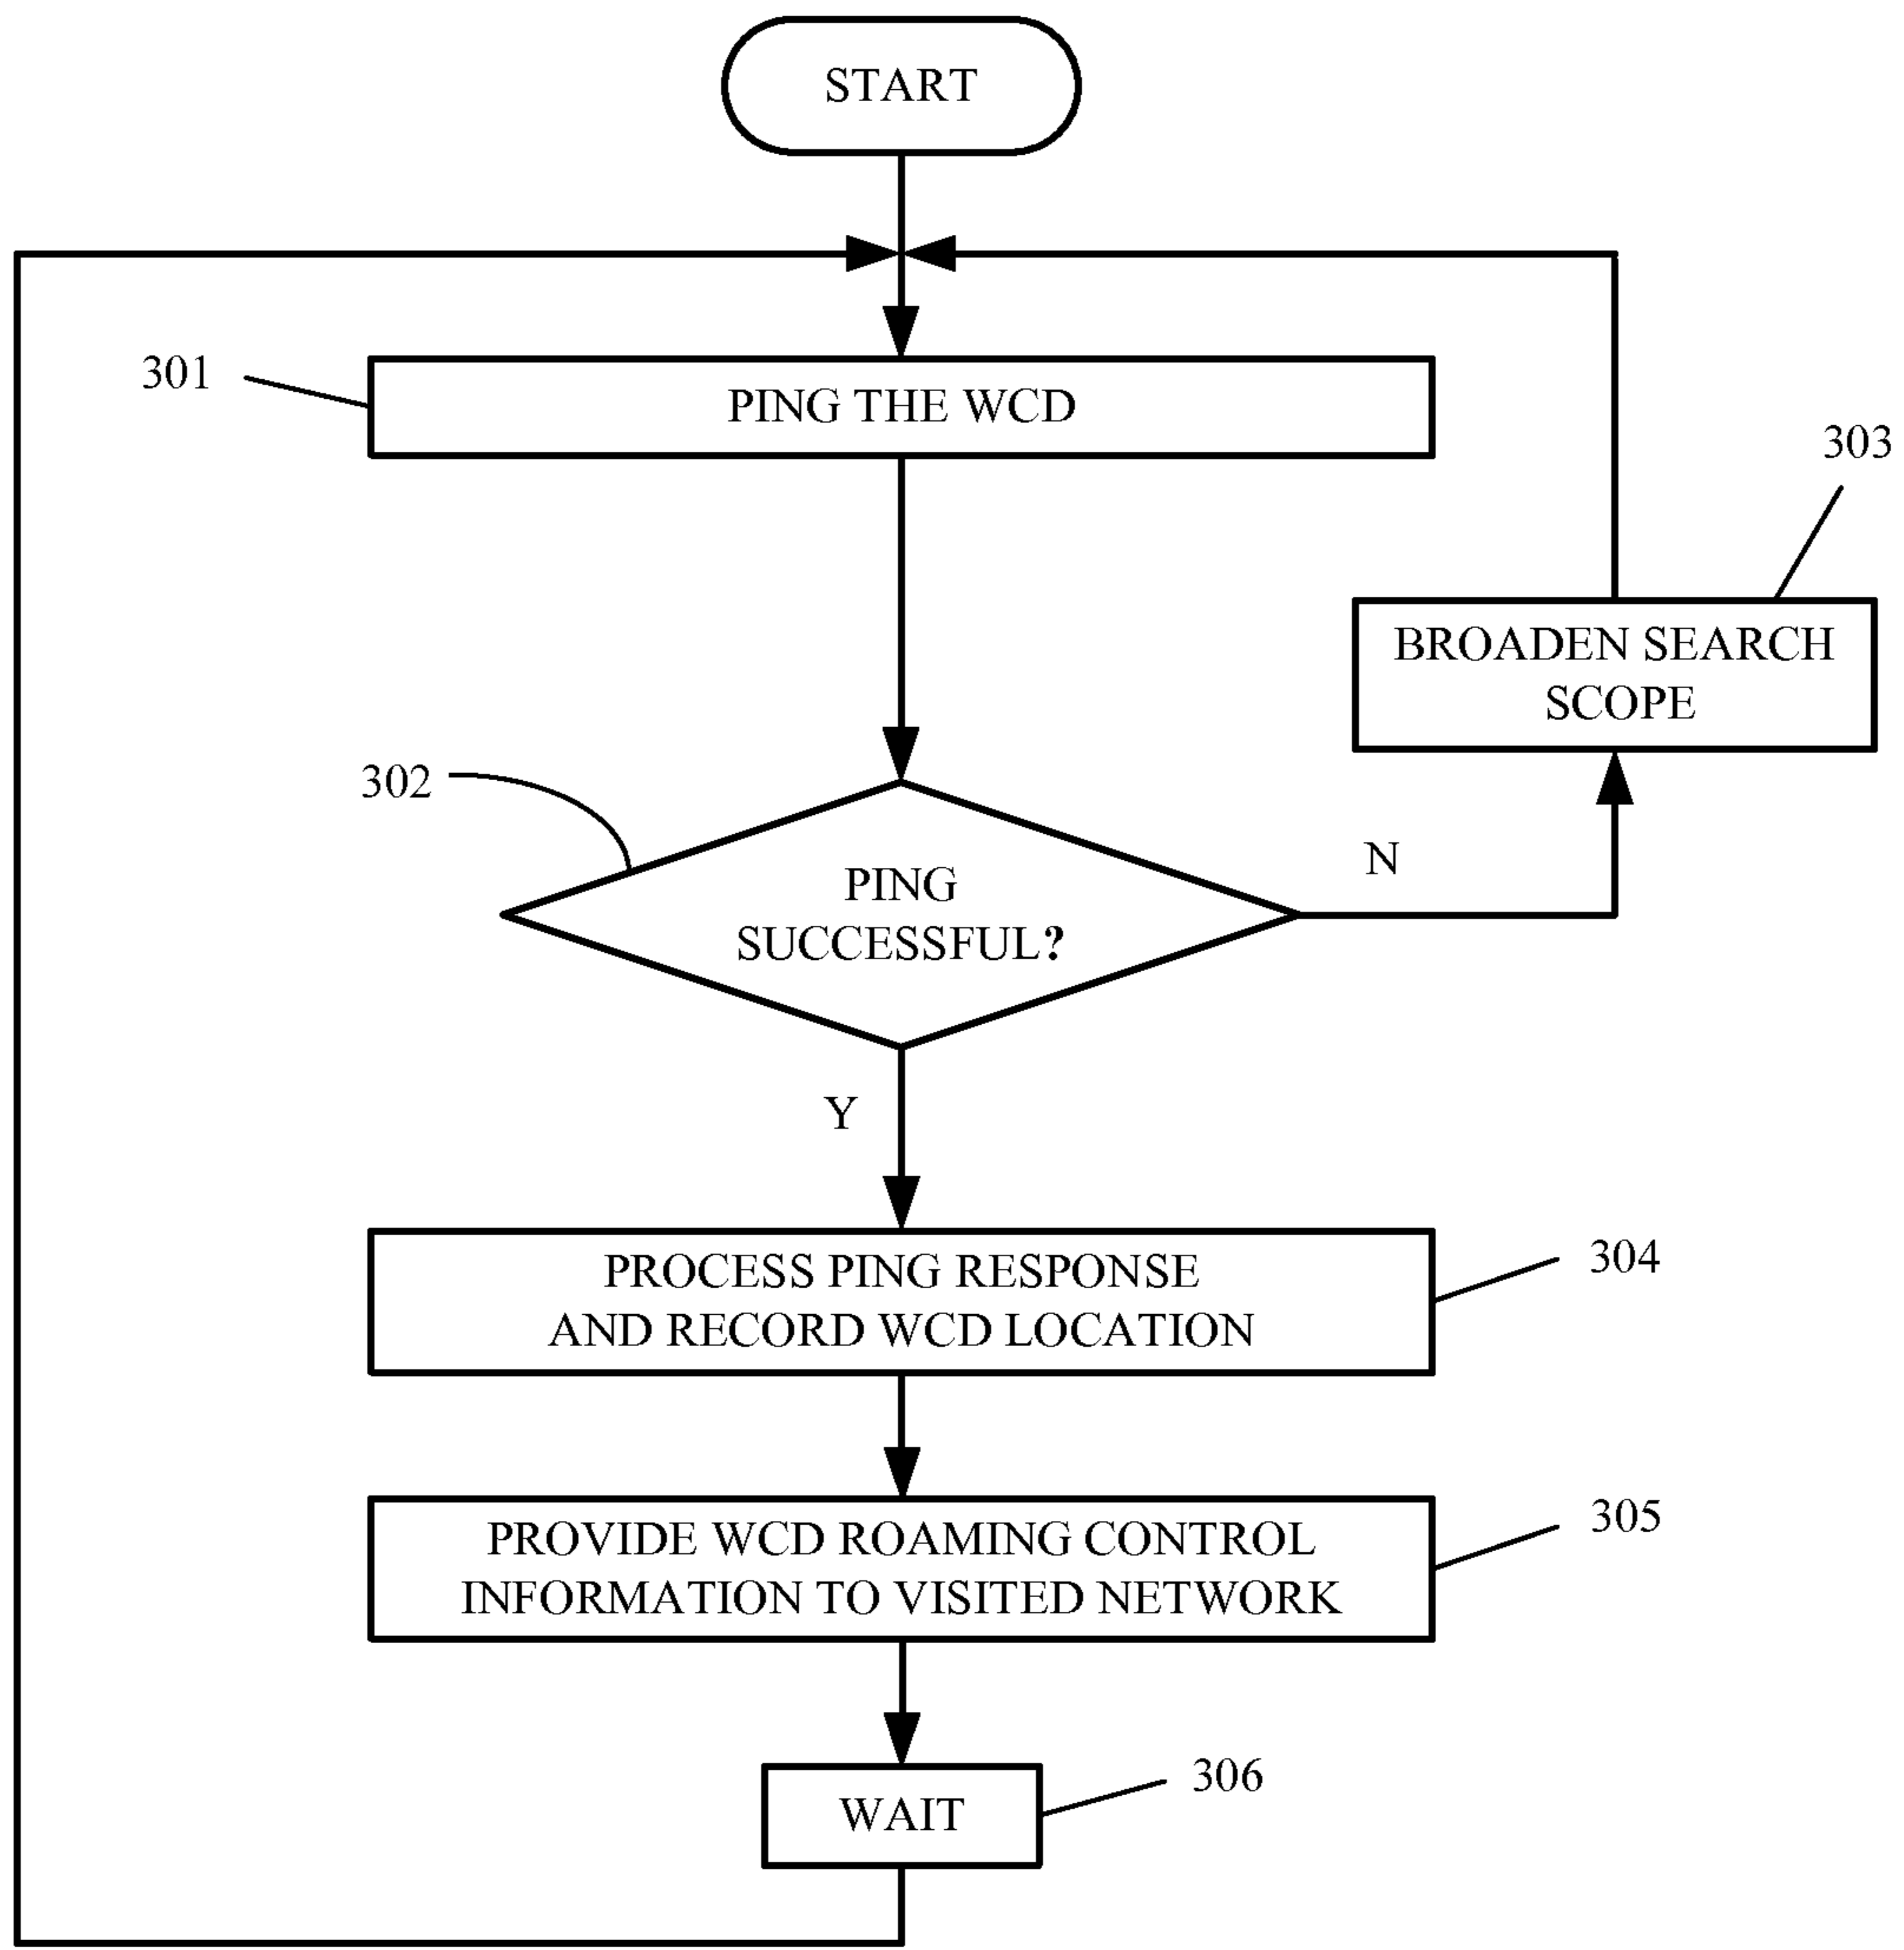 START
301
PING THE WCD
303
BROADEN SEARCH
SCOPE
302
PING
SUCCESSFUL?
N
Y
PROCESS PING RESPONSE
AND RECORD WCD LOCATION
304
PROVIDE WCD ROAMING CONTROL
INFORMATION TO VISITED NETWORK
305
WAIT
306